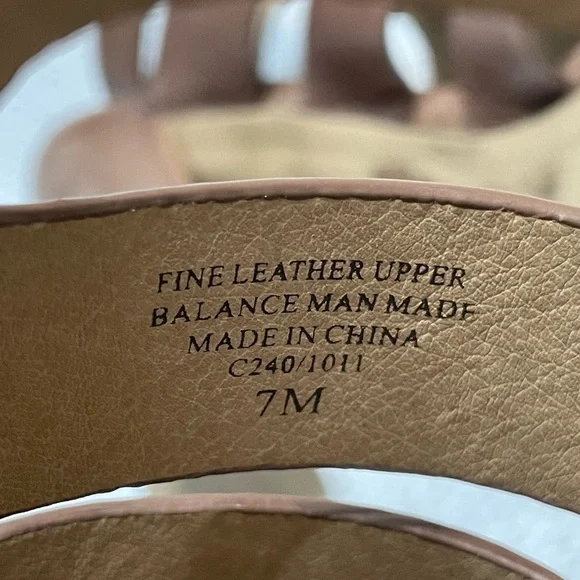 FINE LEATHER UPPER
BALANCE MAN MADE
MADE IN CHINA
C240/1011
7M